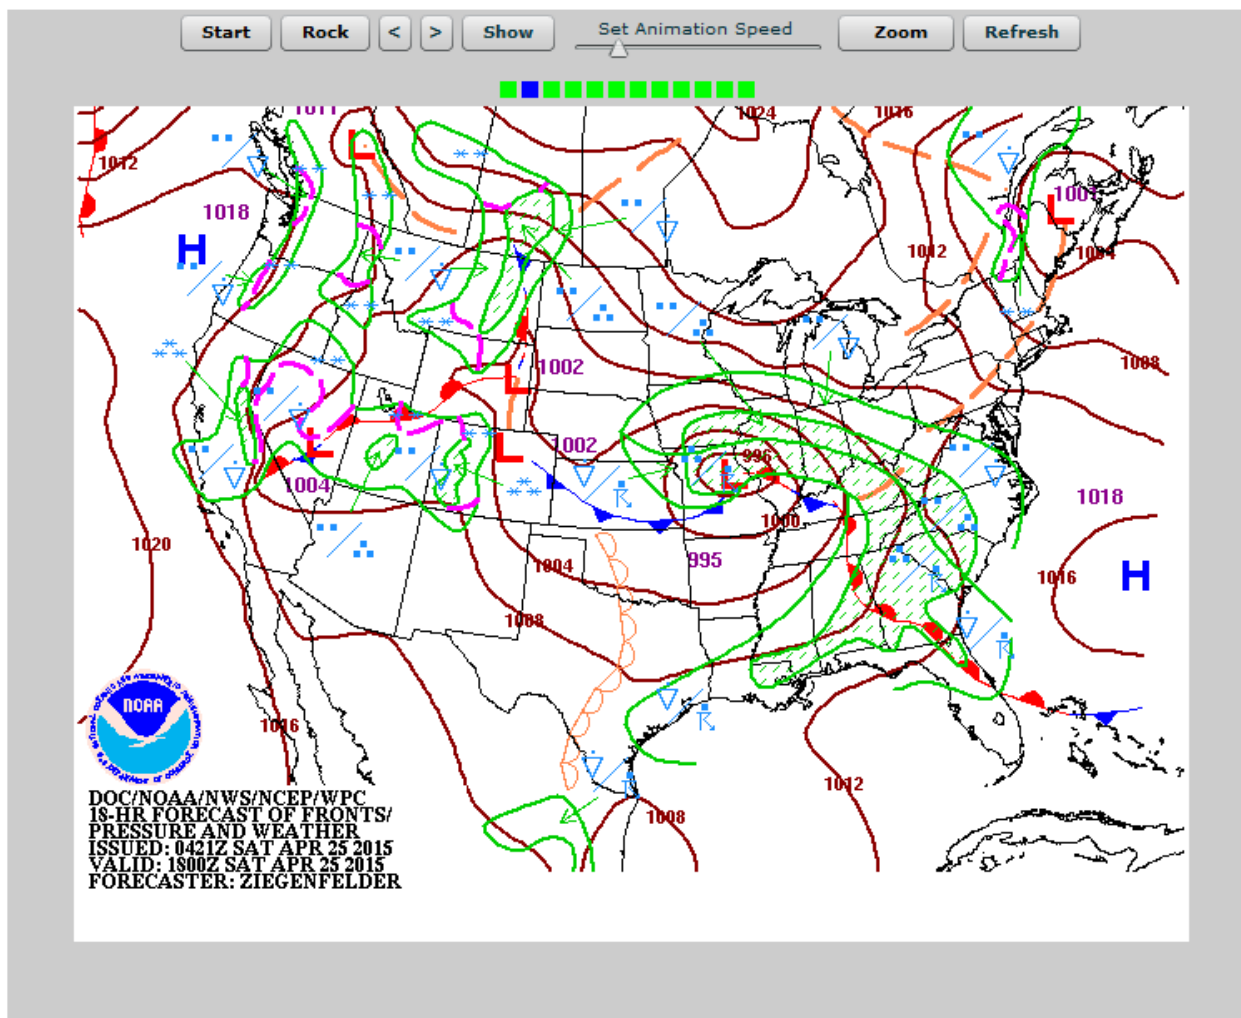 Start Rock < > Show Set Animation Speed Zoom Refresh
1011
1024
1016
1012
1018
H
L
1001
L
1012
1004
1002
L
1008
1002
L
L
996
L
1004
1018
1020
1000
995
1004
1016
H
1008
NOAA
1016
1012
1008
DOC/NOAA/NWS/NCEP/WPC
18-HR FORECAST OF FRONTS/
PRESSURE AND WEATHER
ISSUED: 0421Z SAT APR 25 2015
VALID: 1800Z SAT APR 25 2015
FORECASTER: ZIEGENFELDER